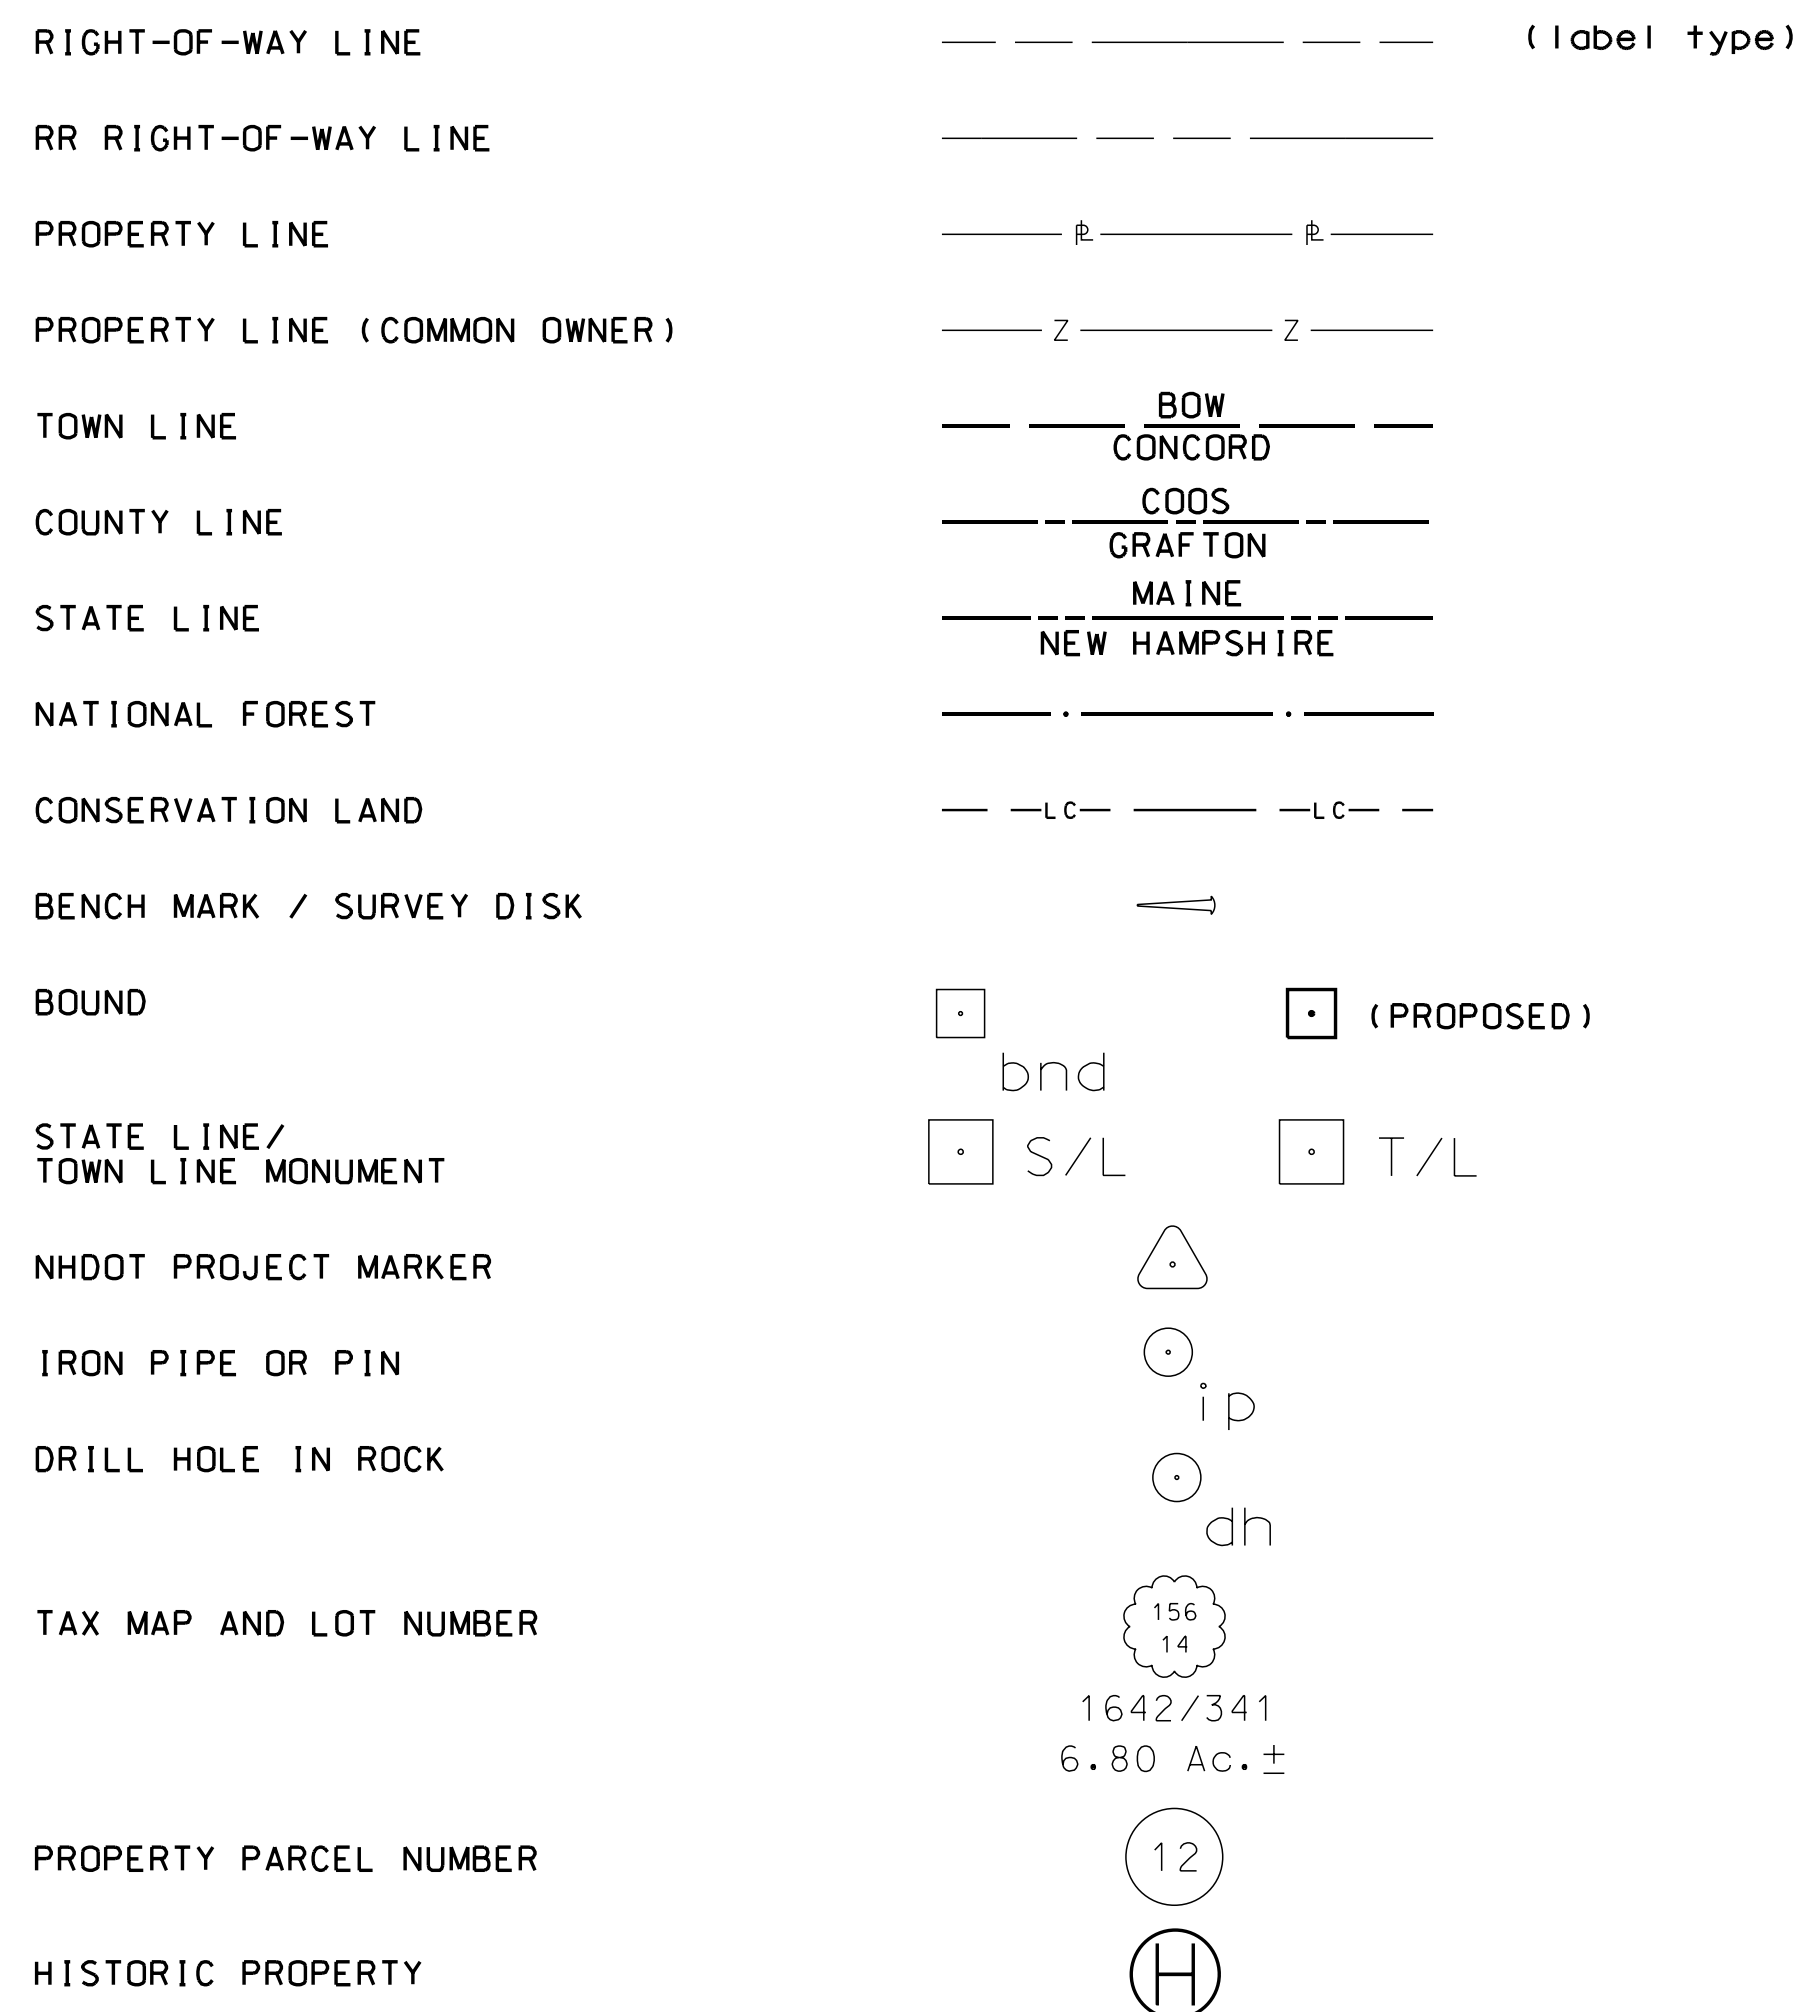 RIGHT-OF-WAY LINE (label type)
RR RIGHT-OF-WAY LINE
PROPERTY LINE ⅊ ⅊
PROPERTY LINE (COMMON OWNER) Z Z
BOW
TOWN LINE
CONCORD
COOS
COUNTY LINE
GRAFTON
MAINE
STATE LINE
NEW HAMPSHIRE
NATIONAL FOREST
CONSERVATION LAND LC LC
BENCH MARK / SURVEY DISK
BOUND (PROPOSED)
bnd
STATE LINE/
TOWN LINE MONUMENT S/L T/L
NHDOT PROJECT MARKER
IRON PIPE OR PIN
ip
DRILL HOLE IN ROCK
dh
156
TAX MAP AND LOT NUMBER
14
1642/341
6.80 Ac.±
PROPERTY PARCEL NUMBER 12
HISTORIC PROPERTY H